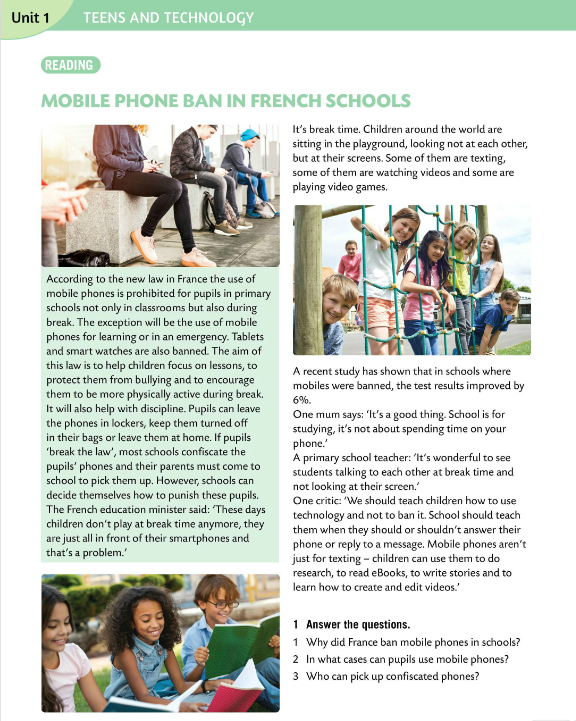 Unit 1
TEENS AND TECHNOLOGY
READING
MOBILE PHONE BAN IN FRENCH SCHOOLS
According to the new law in France the use of
mobile phones is prohibited for pupils in primary
schools not only in classrooms but also during
break. The exception will be the use of mobile
phones for learning or in an emergency. Tablets
and smart watches are also banned. The aim of
this law is to help children focus on lessons, to
protect them from bullying and to encourage
them to be more physically active during break.
It will also help with discipline. Pupils can leave
the phones in lockers, keep them turned off
in their bags or leave them at home. If pupils
‘break the law’, most schools confiscate the
pupils’ phones and their parents must come to
school to pick them up. However, schools can
decide themselves how to punish these pupils.
The French education minister said: ‘These days
children don’t play at break time anymore, they
are just all in front of their smartphones and
that’s a problem.’
It’s break time. Children around the world are
sitting in the playground, looking not at each other,
but at their screens. Some of them are texting,
some of them are watching videos and some are
playing video games.
A recent study has shown that in schools where
mobiles were banned, the test results improved by
6%.
One mum says: ‘It’s a good thing. School is for
studying, it’s not about spending time on your
phone.’
A primary school teacher: ‘It’s wonderful to see
students talking to each other at break time and
not looking at their screen.’
One critic: ‘We should teach children how to use
technology and not to ban it. School should teach
them when they should or shouldn’t answer their
phone or reply to a message. Mobile phones aren’t
just for texting – children can use them to do
research, to read eBooks, to write stories and to
learn how to create and edit videos.’
1 Answer the questions.
1 Why did France ban mobile phones in schools?
2 In what cases can pupils use mobile phones?
3 Who can pick up confiscated phones?